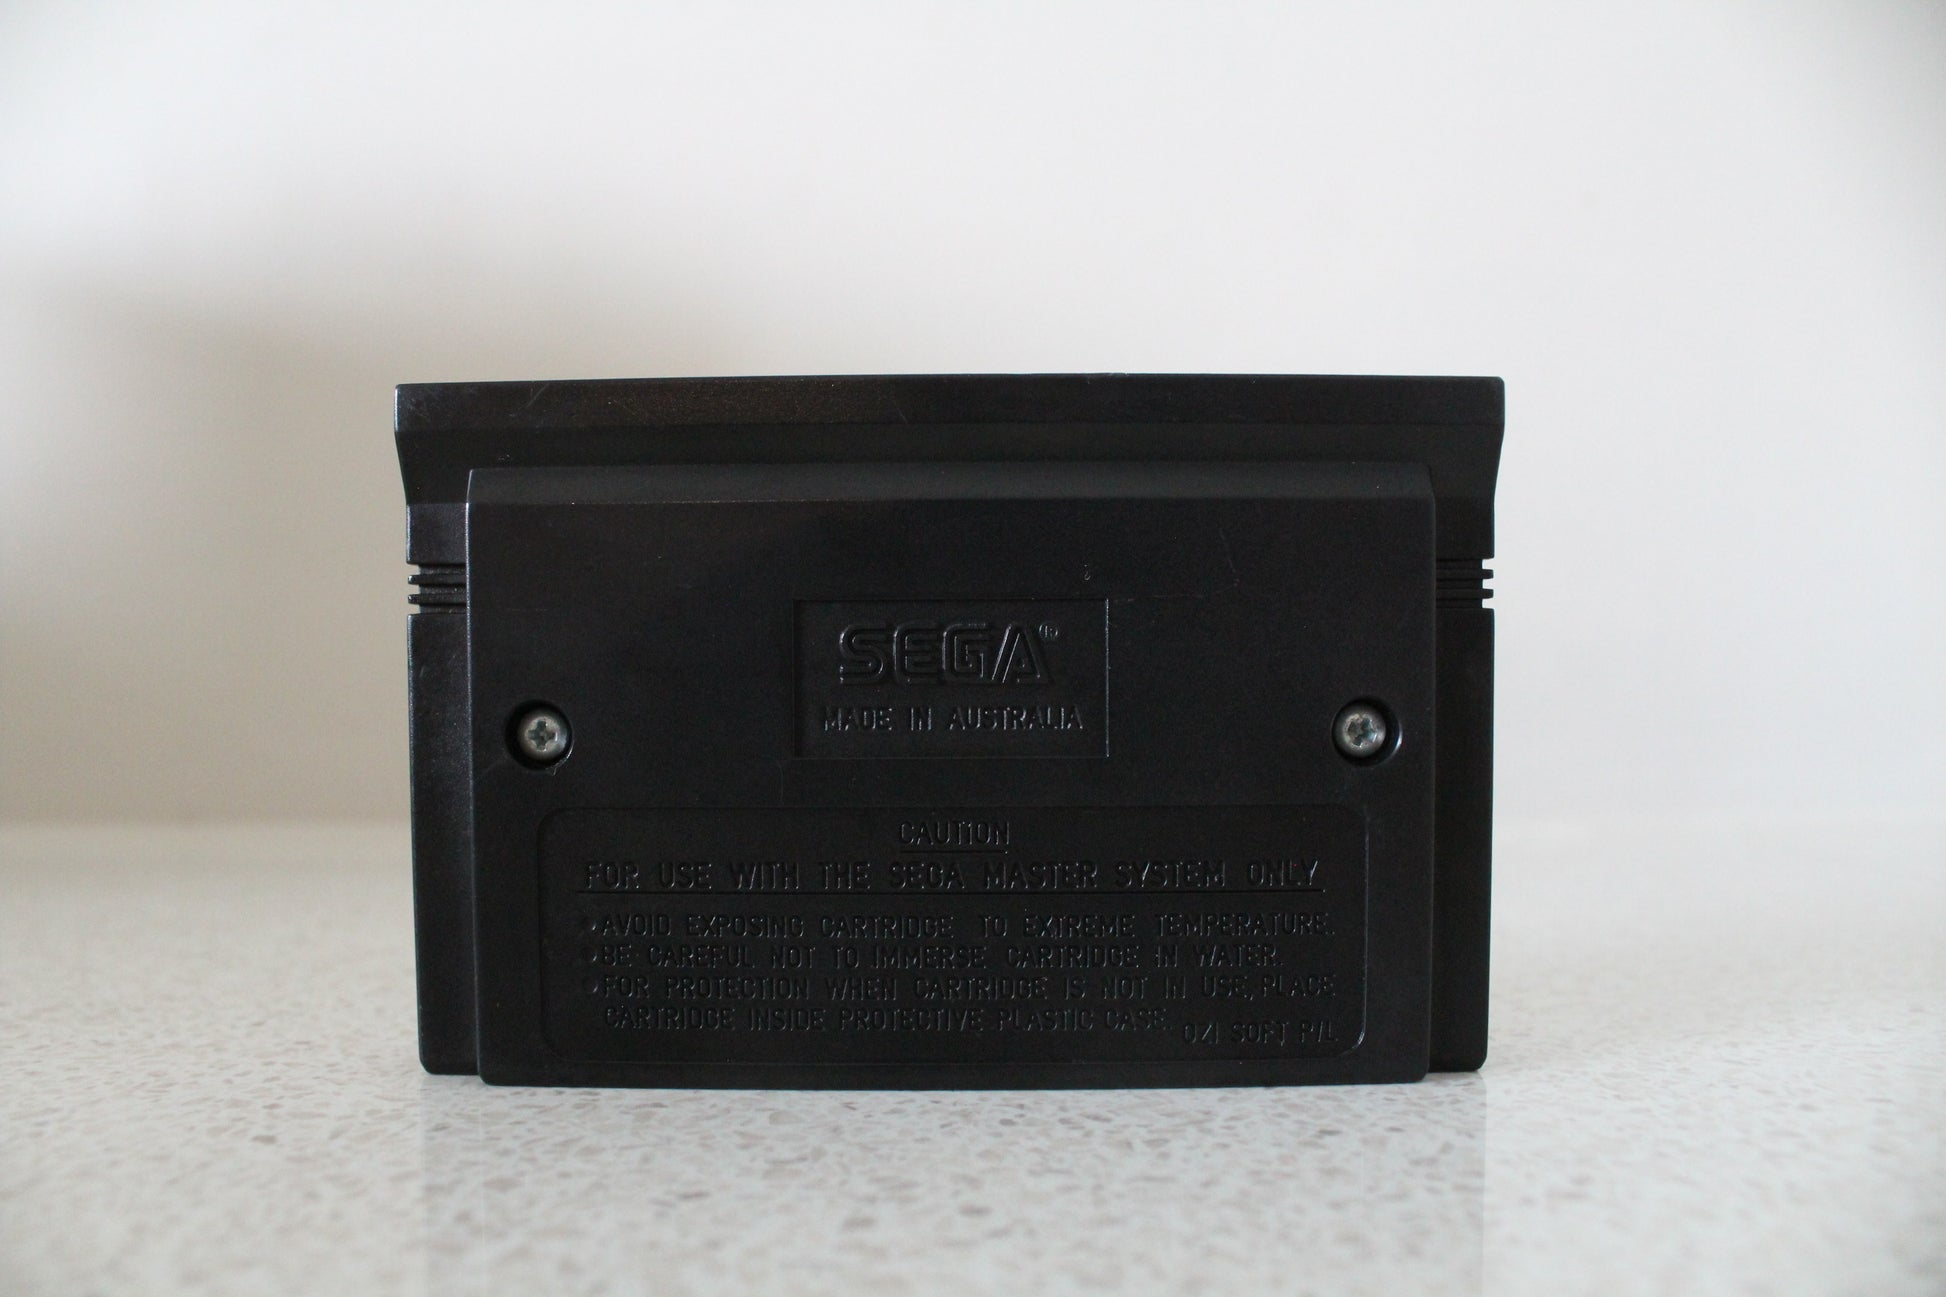 SEGA®
MADE IN AUSTRALIA
CAUTION
FOR USE WITH THE SEGA MASTER SYSTEM ONLY
•AVOID EXPOSING CARTRIDGE TO EXTREME TEMPERATURE.
•BE CAREFUL NOT TO IMMERSE CARTRIDGE IN WATER.
•FOR PROTECTION WHEN CARTRIDGE IS NOT IN USE, PLACE
CARTRIDGE INSIDE PROTECTIVE PLASTIC CASE.
OZI SOFT P/L